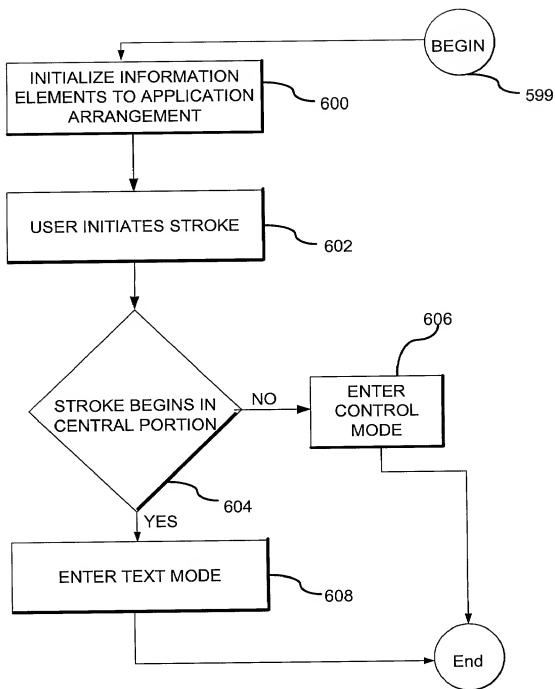 BEGIN
599
INITIALIZE INFORMATION
ELEMENTS TO APPLICATION
ARRANGEMENT
600
USER INITIATES STROKE
602
606
STROKE BEGINS IN
CENTRAL PORTION
NO
ENTER
CONTROL
MODE
604
YES
ENTER TEXT MODE
608
End